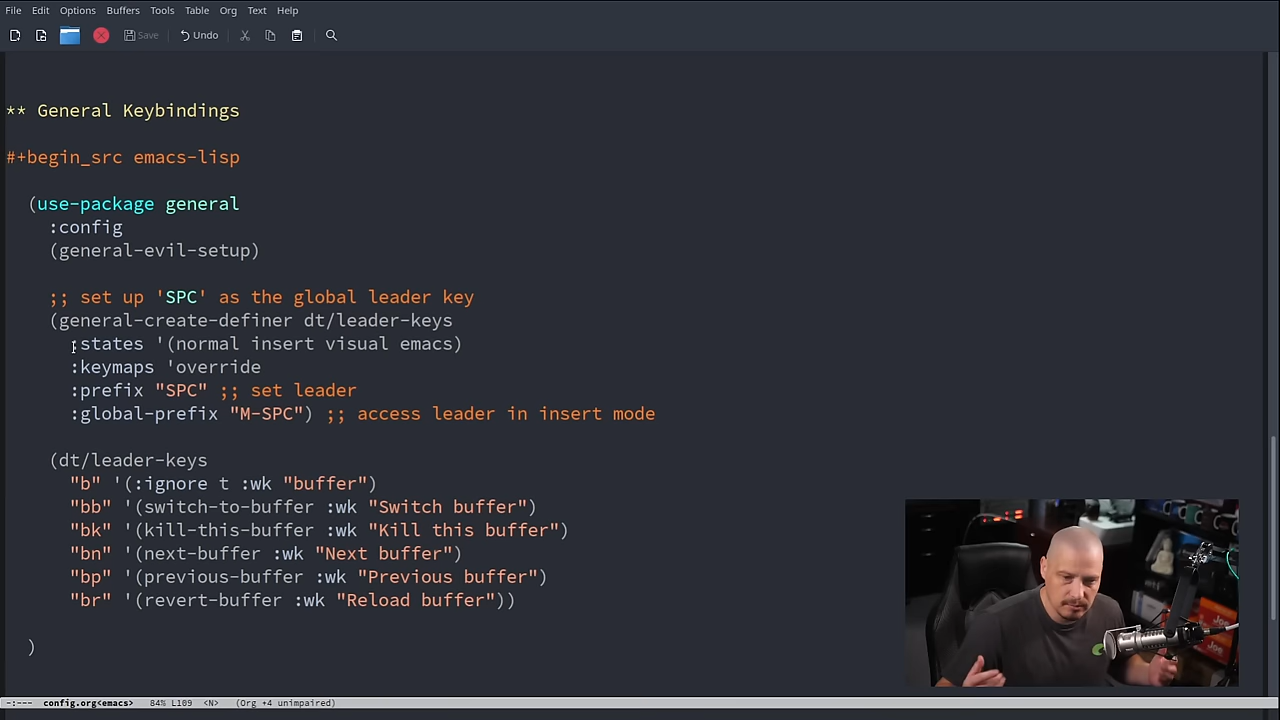 File Edit Options Buffers Tools Table Org Text Help
Save Undo
** General Keybindings
#+begin_src emacs-lisp
(use-package general
:config
(general-evil-setup)
;; set up 'SPC' as the global leader key
(general-create-definer dt/leader-keys
:states '(normal insert visual emacs)
:keymaps 'override
:prefix "SPC" ;; set leader
:global-prefix "M-SPC") ;; access leader in insert mode
(dt/leader-keys
"b" '(:ignore t :wk "buffer")
"bb" '(switch-to-buffer :wk "Switch buffer")
"bk" '(kill-this-buffer :wk "Kill this buffer")
"bn" '(next-buffer :wk "Next buffer")
"bp" '(previous-buffer :wk "Previous buffer")
"br" '(revert-buffer :wk "Reload buffer"))
)
Joe
-:--- config.org<emacs> 84% L109 <N> (Org +4 unimpaired)